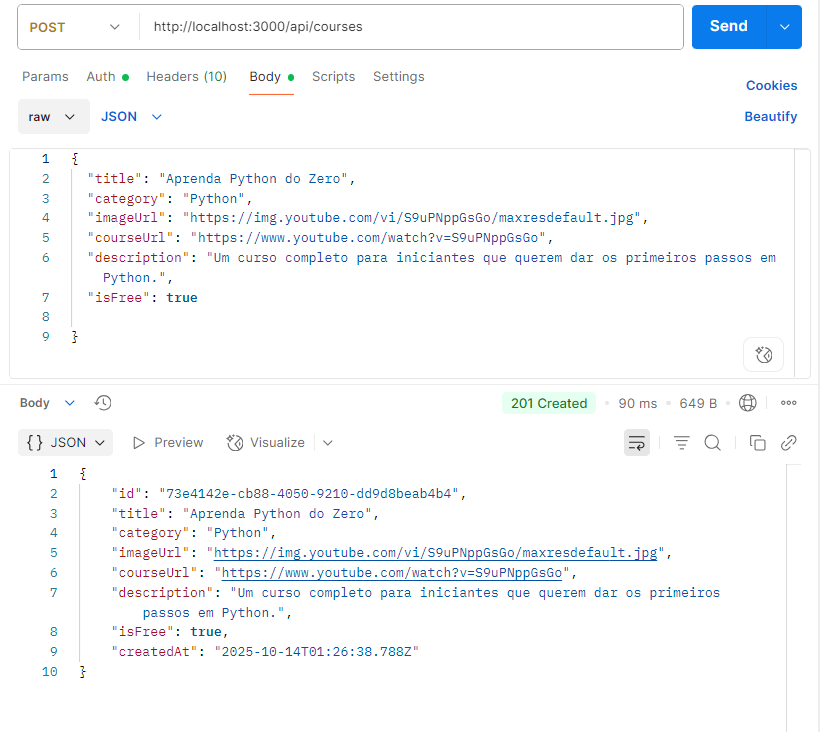 POST http://localhost:3000/api/courses Send
Params Auth Headers (10) Body Scripts Settings Cookies
raw JSON Beautify
1 {
2 "title": "Aprenda Python do Zero",
3 "category": "Python",
4 "imageUrl": "https://img.youtube.com/vi/S9uPNppGsGo/maxresdefault.jpg",
5 "courseUrl": "https://www.youtube.com/watch?v=S9uPNppGsGo",
6 "description": "Um curso completo para iniciantes que querem dar os primeiros passos em
Python.",
7 "isFree": true
8
9 }
Body 201 Created 90 ms 649 B
{} JSON Preview Visualize
1 {
2 "id": "73e4142e-cb88-4050-9210-dd9d8beab4b4",
3 "title": "Aprenda Python do Zero",
4 "category": "Python",
5 "imageUrl": "https://img.youtube.com/vi/S9uPNppGsGo/maxresdefault.jpg",
6 "courseUrl": "https://www.youtube.com/watch?v=S9uPNppGsGo",
7 "description": "Um curso completo para iniciantes que querem dar os primeiros
passos em Python.",
8 "isFree": true,
9 "createdAt": "2025-10-14T01:26:38.788Z"
10 }